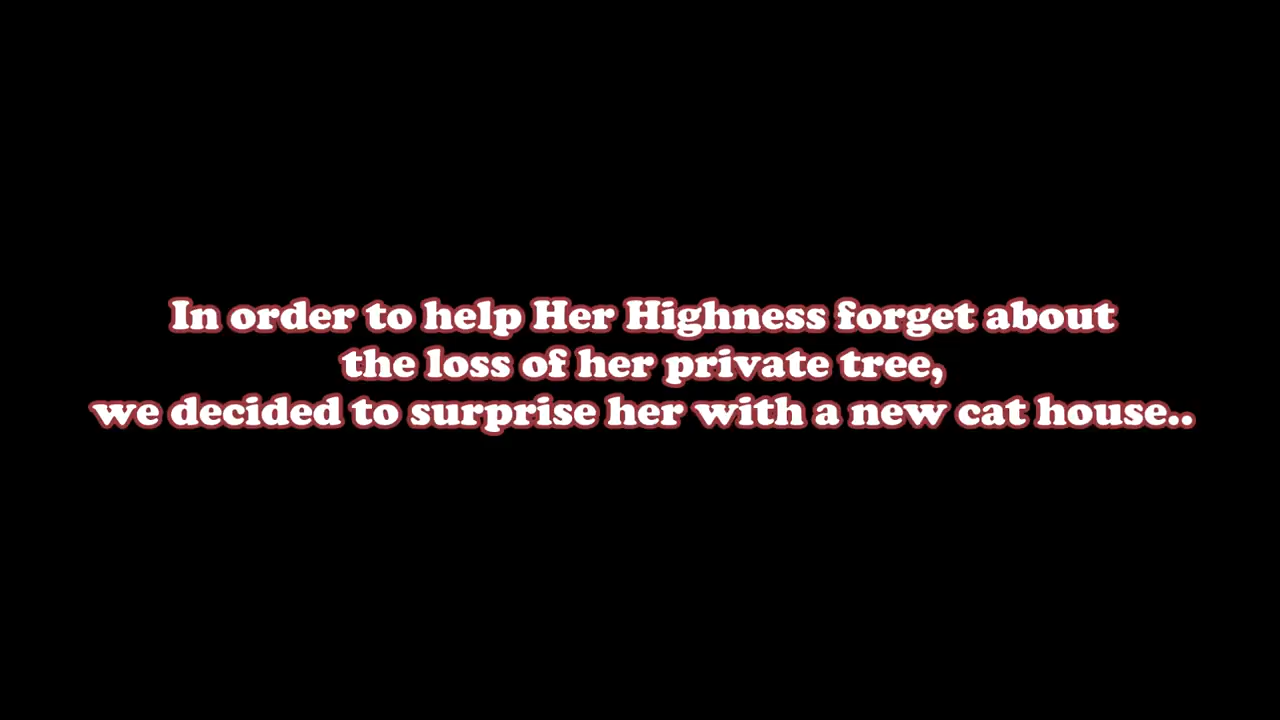 In order to help Her Highness forget about
the loss of her private tree,
we decided to surprise her with a new cat house..